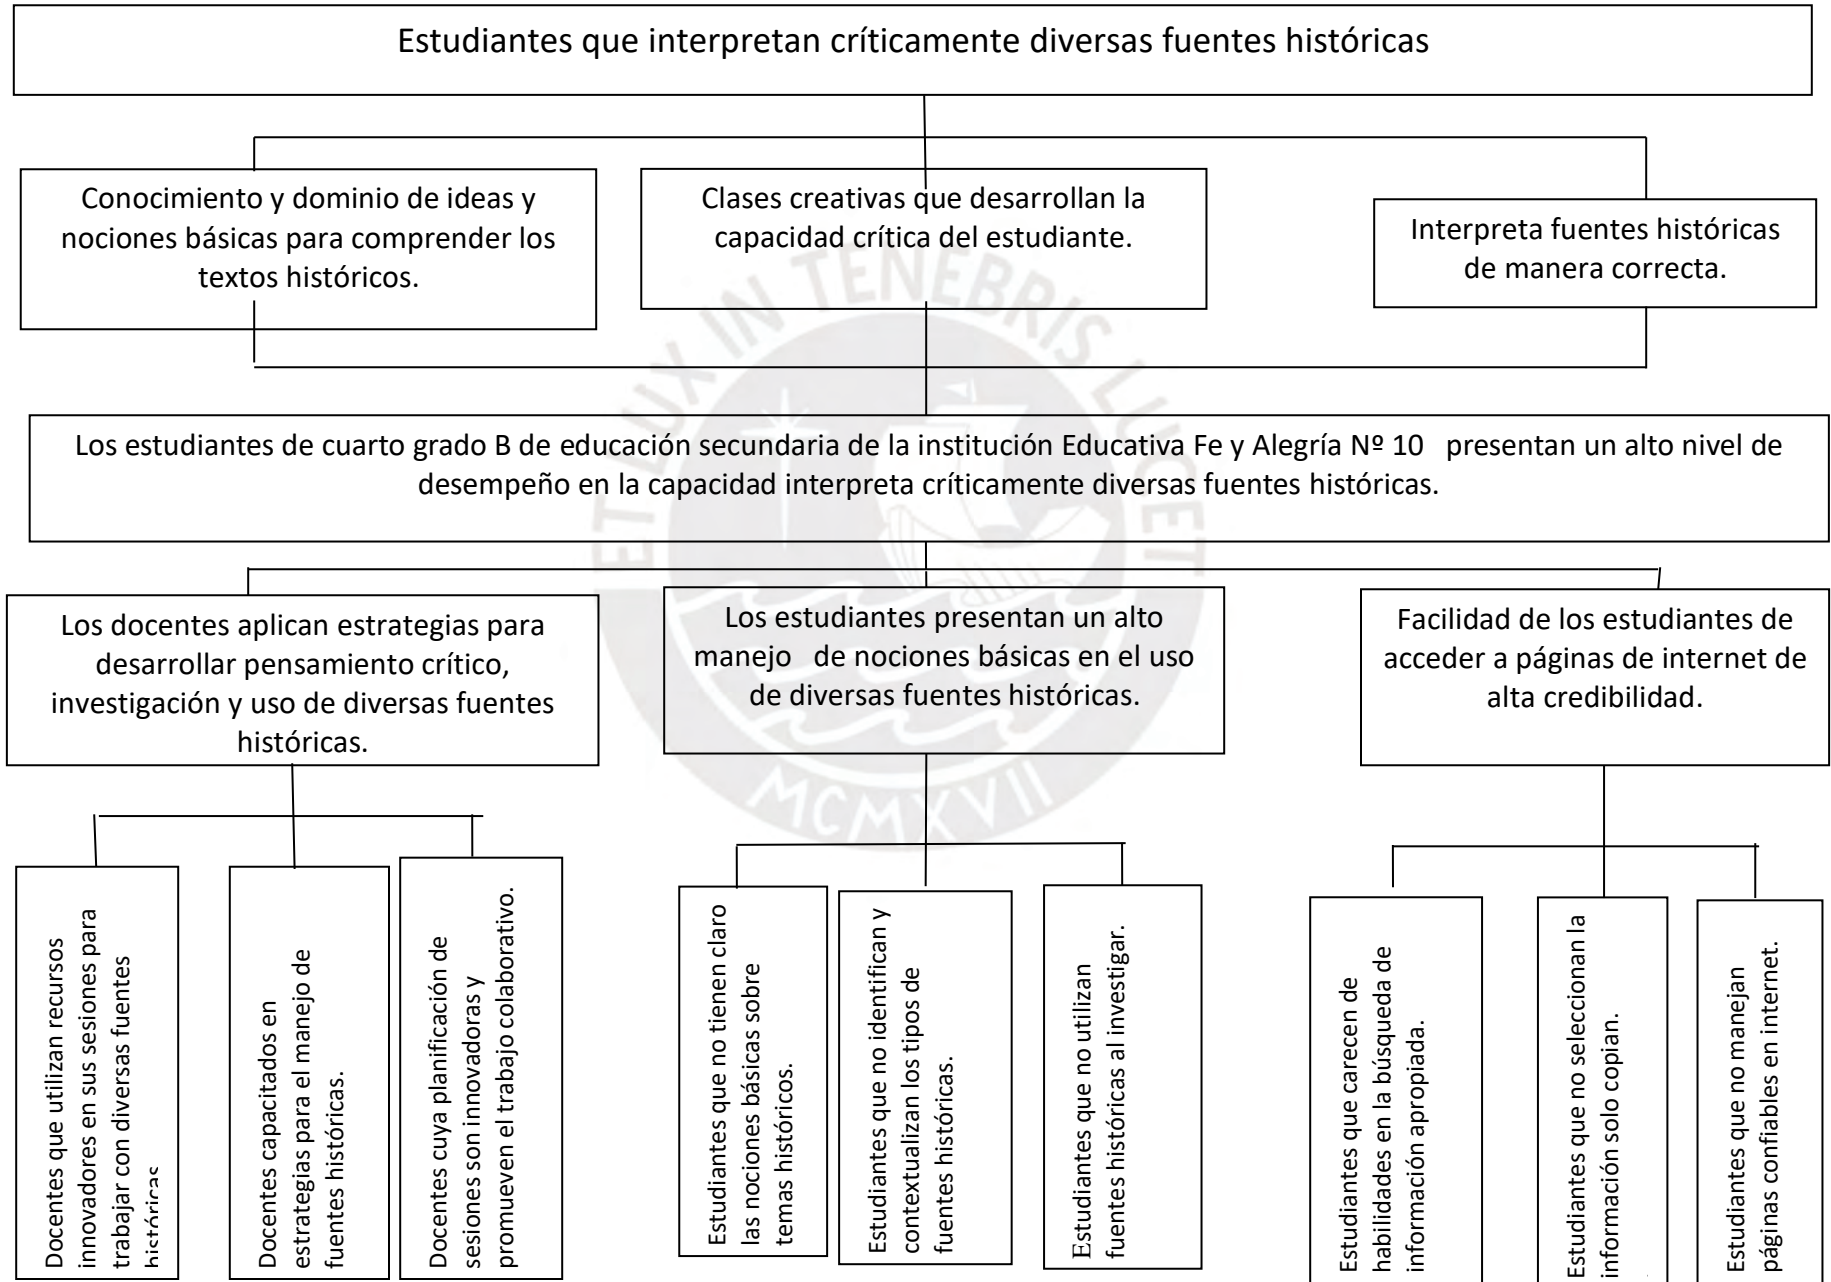 Estudiantes que interpretan críticamente diversas fuentes históricas
Conocimiento y dominio de ideas y
nociones básicas para comprender los
textos históricos.
Clases creativas que desarrollan la
capacidad crítica del estudiante.
Interpreta fuentes históricas
de manera correcta.
Los estudiantes de cuarto grado B de educación secundaria de la institución Educativa Fe y Alegría Nº 10 presentan un alto nivel de
desempeño en la capacidad interpreta críticamente diversas fuentes históricas.
Los docentes aplican estrategias para
desarrollar pensamiento crítico,
investigación y uso de diversas fuentes
históricas.
Los estudiantes presentan un alto
manejo de nociones básicas en el uso
de diversas fuentes históricas.
Facilidad de los estudiantes de
acceder a páginas de internet de
alta credibilidad.
Docentes que utilizan recursos
innovadores en sus sesiones para
trabajar con diversas fuentes
históricas
Docentes capacitados en
estrategias para el manejo de
fuentes históricas.
Docentes cuya planificación de
sesiones son innovadoras y
promueven el trabajo colaborativo.
Estudiantes que no tienen claro
las nociones básicas sobre
temas históricos.
Estudiantes que no identifican y
contextualizan los tipos de
fuentes históricas.
Estudiantes que no utilizan
fuentes históricas al investigar.
Estudiantes que carecen de
habilidades en la búsqueda de
información apropiada.
Estudiantes que no seleccionan la
información solo copian.
Estudiantes que no manejan
páginas confiables en internet.
ET LUX IN TENEBRIS LUCET
MCMXVII